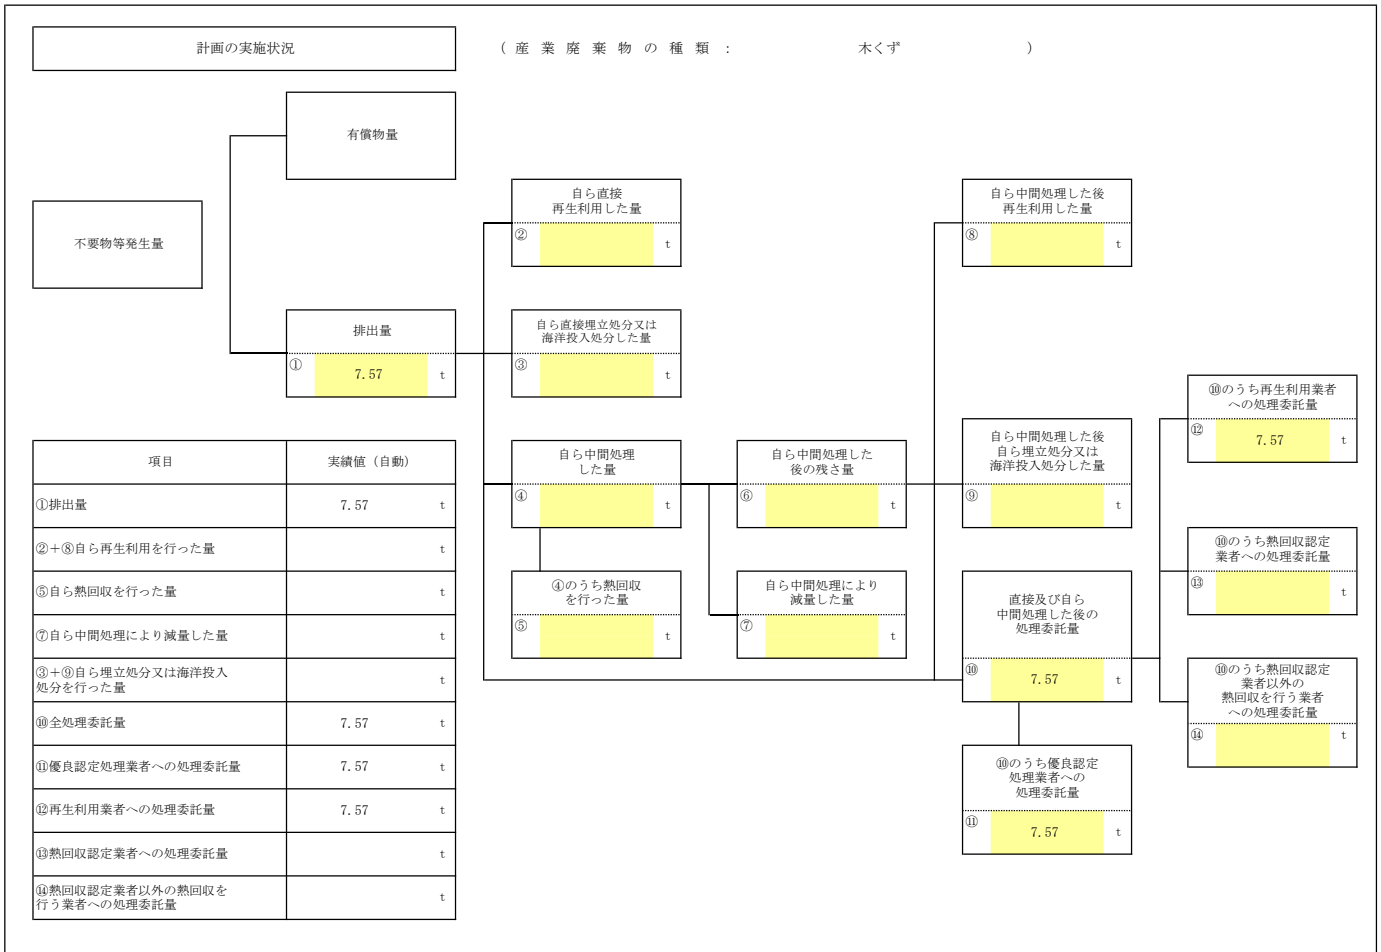 計画の実施状況
（産業廃棄物の種類： 木くず ）
有償物量
不要物等発生量
自ら直接
再生利用した量
② t
自ら中間処理した後
再生利用した量
⑧ t
排出量
① 7.57 t
自ら直接埋立処分又は
海洋投入処分した量
③ t
⑩のうち再生利用業者
への処理委託量
⑫ 7.57 t
自ら中間処理
した量
④ t
自ら中間処理した
後の残さ量
⑥ t
自ら中間処理した後
自ら埋立処分又は
海洋投入処分した量
⑨ t
⑩のうち熱回収認定
業者への処理委託量
⑬ t
④のうち熱回収
を行った量
⑤ t
自ら中間処理により
減量した量
⑦ t
直接及び自ら
中間処理した後の
処理委託量
⑩ 7.57 t
⑩のうち熱回収認定
業者以外の
熱回収を行う業者
への処理委託量
⑭ t
⑩のうち優良認定
処理業者への
処理委託量
⑪ 7.57 t
項目 実績値（自動）
①排出量 7.57 t
②＋⑧自ら再生利用を行った量 t
⑤自ら熱回収を行った量 t
⑦自ら中間処理により減量した量 t
③＋⑨自ら埋立処分又は海洋投入
処分を行った量 t
⑩全処理委託量 7.57 t
⑪優良認定処理業者への処理委託量 7.57 t
⑫再生利用業者への処理委託量 7.57 t
⑬熱回収認定業者への処理委託量 t
⑭熱回収認定業者以外の熱回収を
行う業者への処理委託量 t